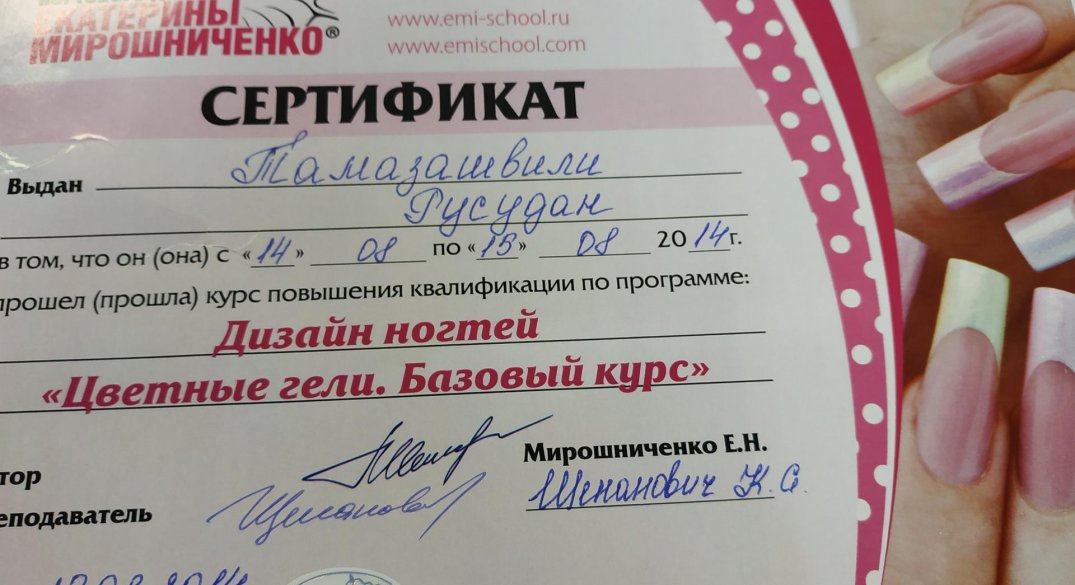 ЕКАТЕРИНЫ
МИРОШНИЧЕНКО®
www.emi-school.ru
www.emischool.com
СЕРТИФИКАТ
Выдан Тамазашвили
Русудан
в том, что он (она) с «14» 08 по «15» 08 2014г.
прошел (прошла) курс повышения квалификации по программе:
Дизайн ногтей
«Цветные гели. Базовый курс»
тор Мирошниченко Е.Н.
еподаватель Щепанович К.С.